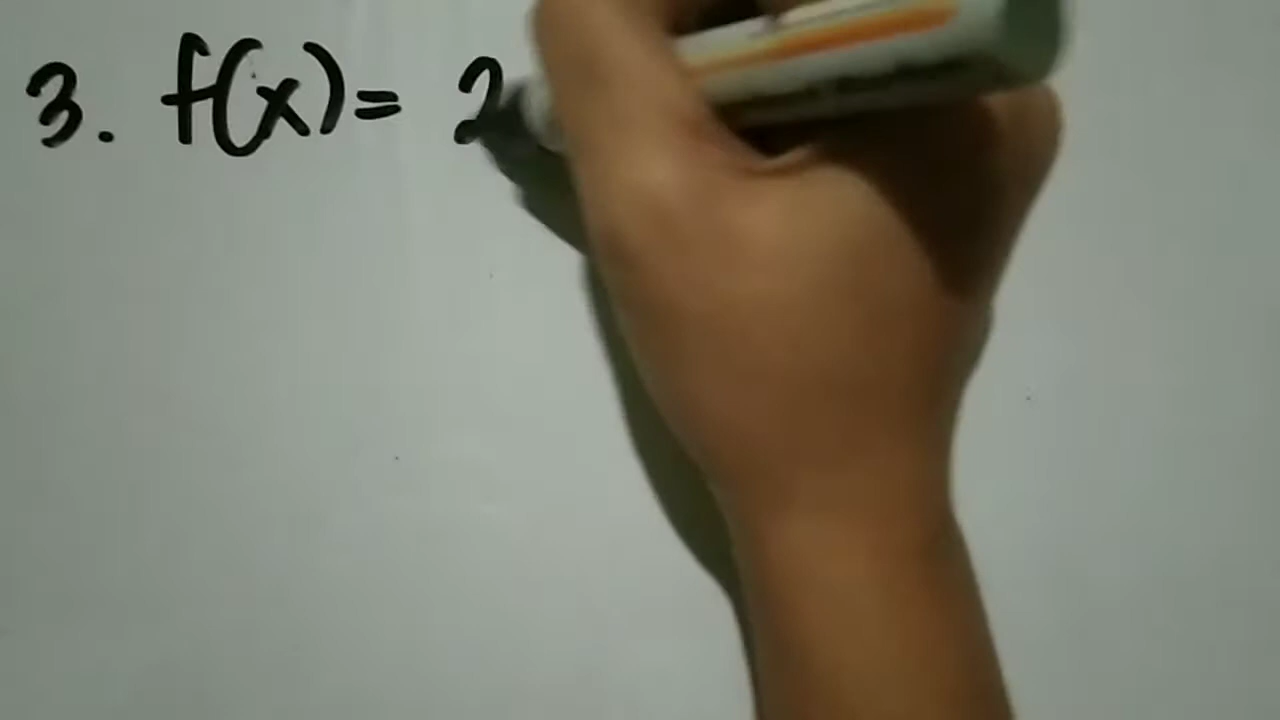 3. f(x) = 2